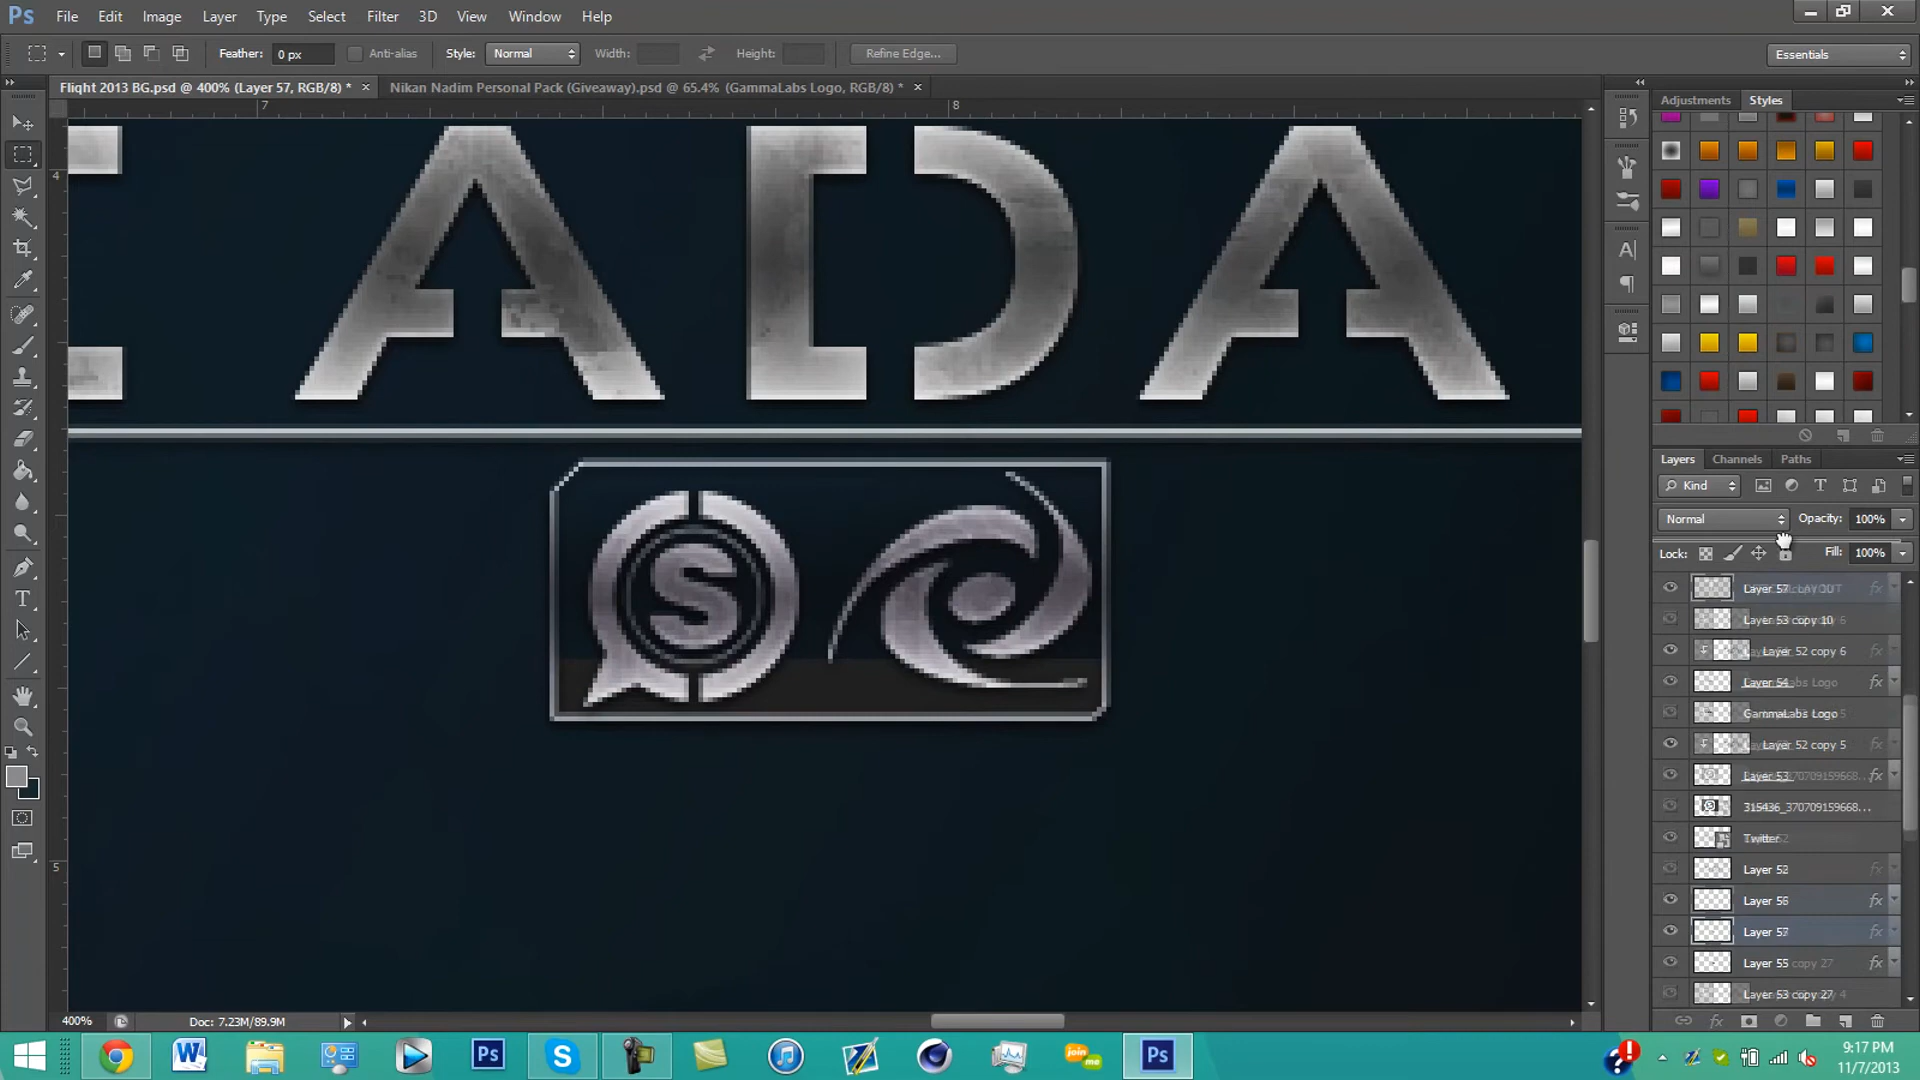 Ps File Edit Image Layer Type Select Filter 3D View Window Help
Feather: 0 px Anti-alias Style: Normal Width: Height: Refine Edge... Essentials
Flight 2013 BG.psd @ 400% (Layer 57, RGB/8) * × Nikan Nadim Personal Pack (Giveaway).psd @ 65.4% (GammaLabs Logo, RGB/8) * ×
7 8
Adjustments Styles
4
5
ADA
S
Layers Channels Paths
Kind
Normal Opacity: 100%
Lock: Fill: 100%
Layer 53 copy 10
Layer 52 copy 6
Layer 54
GammaLabs Logo
Layer 52 copy 5
Layer 53
315436_370709159668...
Twitter
Layer 52
Layer 56
Layer 57
Layer 55
Layer 53 copy 27
400% Doc: 7.23M/89.9M
9:17 PM
11/7/2013